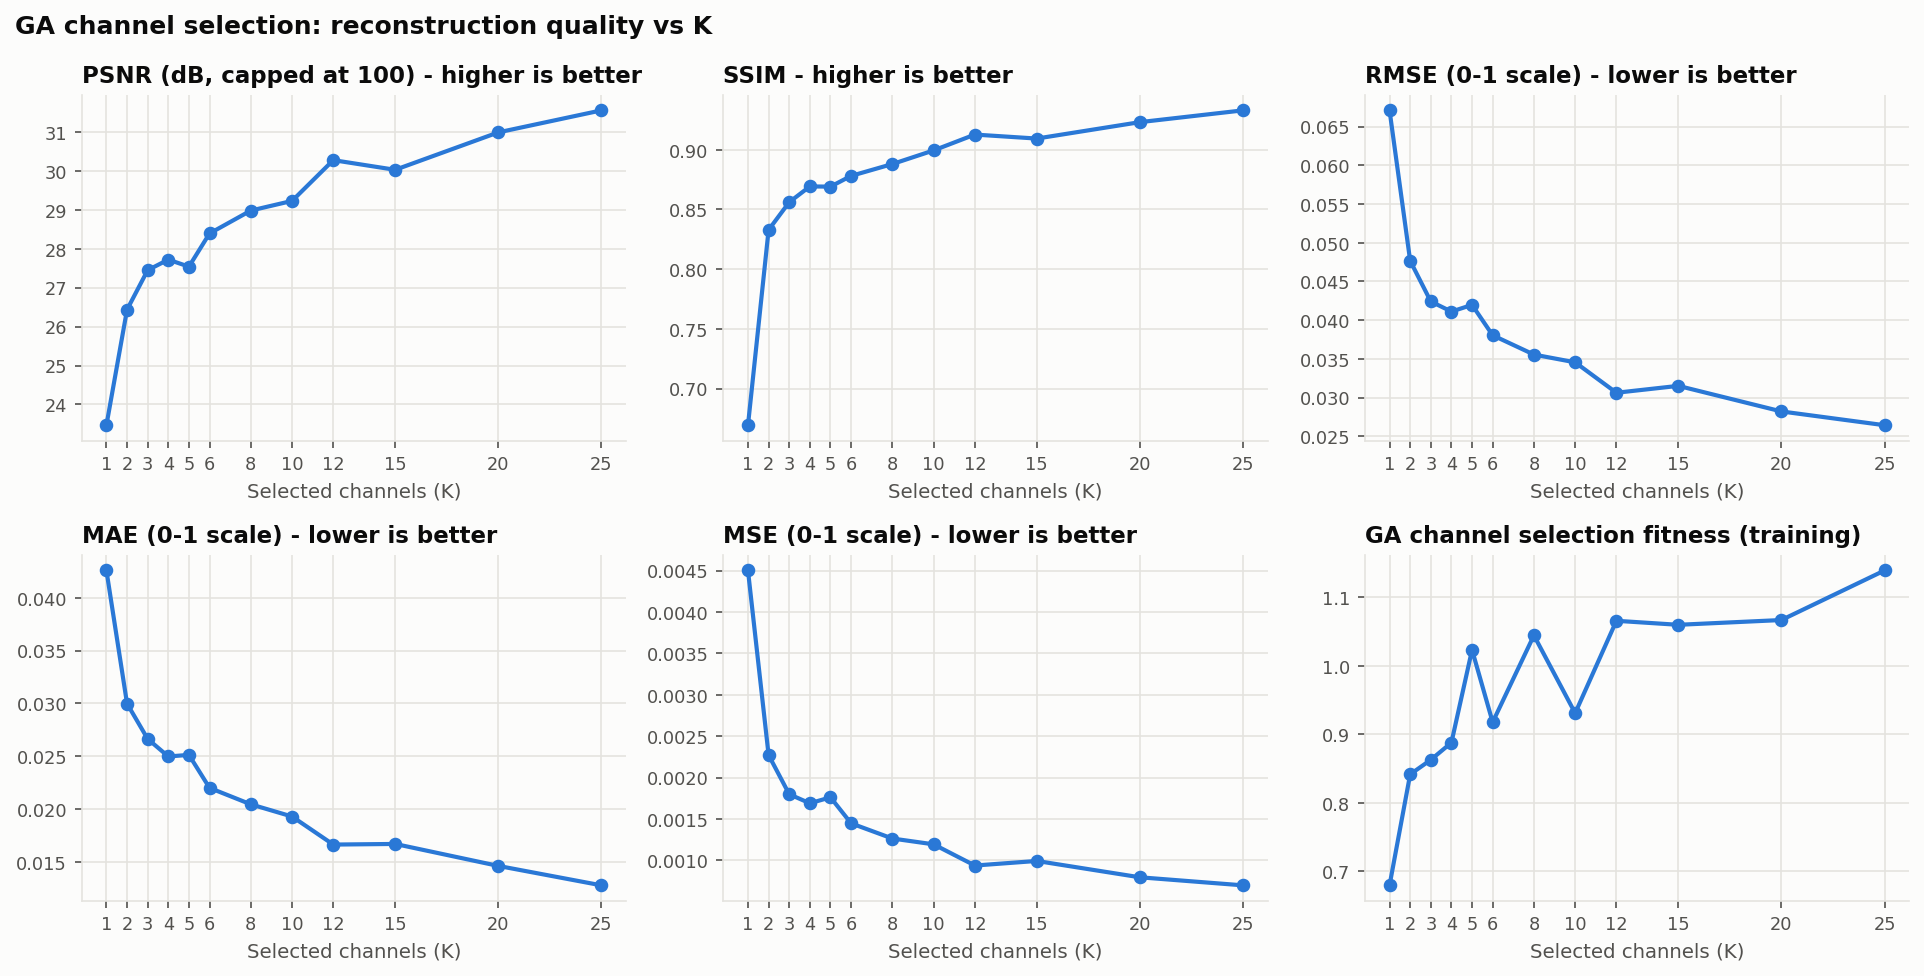 GA channel selection: reconstruction quality vs K
PSNR (dB, capped at 100) - higher is better
31
30
29
28
27
26
25
24
1 2 3 4 5 6 8 10 12 15 20 25
Selected channels (K)
SSIM - higher is better
0.90
0.85
0.80
0.75
0.70
1 2 3 4 5 6 8 10 12 15 20 25
Selected channels (K)
RMSE (0-1 scale) - lower is better
0.065
0.060
0.055
0.050
0.045
0.040
0.035
0.030
0.025
1 2 3 4 5 6 8 10 12 15 20 25
Selected channels (K)
MAE (0-1 scale) - lower is better
0.040
0.035
0.030
0.025
0.020
0.015
1 2 3 4 5 6 8 10 12 15 20 25
Selected channels (K)
MSE (0-1 scale) - lower is better
0.0045
0.0040
0.0035
0.0030
0.0025
0.0020
0.0015
0.0010
1 2 3 4 5 6 8 10 12 15 20 25
Selected channels (K)
GA channel selection fitness (training)
1.1
1.0
0.9
0.8
0.7
1 2 3 4 5 6 8 10 12 15 20 25
Selected channels (K)